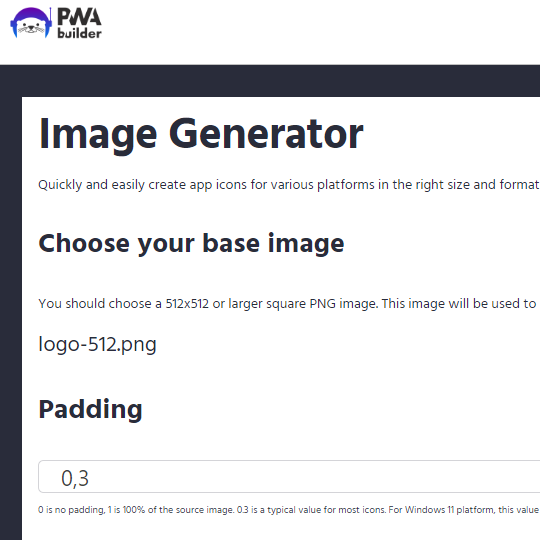 PWA
builder
Image Generator
Quickly and easily create app icons for various platforms in the right size and format
Choose your base image
You should choose a 512x512 or larger square PNG image. This image will be used to
logo-512.png
Padding
0,3
0 is no padding, 1 is 100% of the source image. 0.3 is a typical value for most icons. For Windows 11 platform, this value